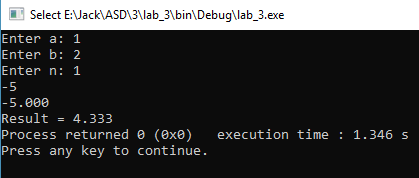 Select E:\Jack\ASD\3\lab_3\bin\Debug\lab_3.exe
Enter a: 1
Enter b: 2
Enter n: 1
-5
-5.000
Result = 4.333
Process returned 0 (0x0)   execution time : 1.346 s
Press any key to continue.